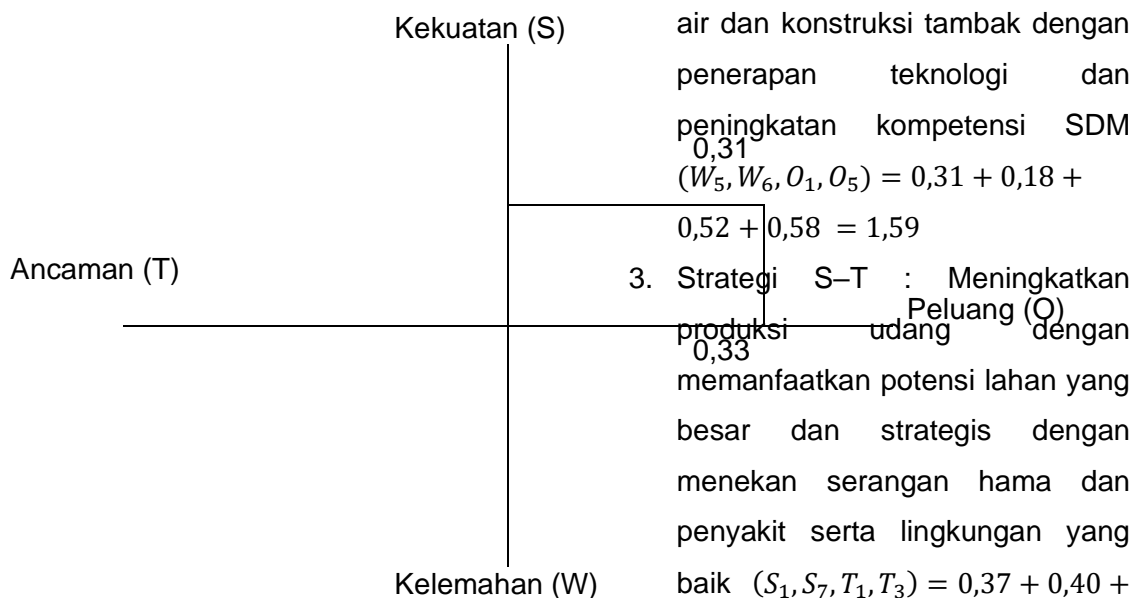 Kekuatan (S)
Ancaman (T)
Peluang (O)
Kelemahan (W)
0,31
0,33
air dan konstruksi tambak dengan
penerapan teknologi dan
peningkatan kompetensi SDM
(W₅, W₆, O₁, O₅) = 0,31 + 0,18 +
0,52 + 0,58 = 1,59
3. Strategi S–T : Meningkatkan
produksi udang dengan
memanfaatkan potensi lahan yang
besar dan strategis dengan
menekan serangan hama dan
penyakit serta lingkungan yang
baik (S₁, S₇, T₁, T₃) = 0,37 + 0,40 +